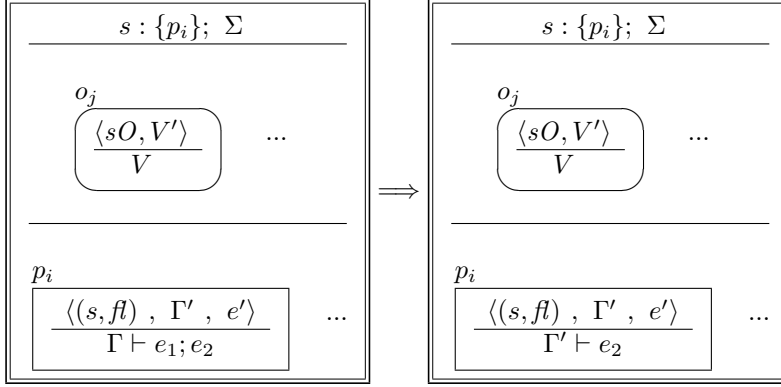 s : {p_i}; Σ
s : {p_i}; Σ
o_j
o_j
⟨sO, V′⟩
...
⟨sO, V′⟩
...
V
V
⟹
p_i
p_i
⟨(s, fl) , Γ′ , e′⟩
...
⟨(s, fl) , Γ′ , e′⟩
...
Γ ⊢ e_1; e_2
Γ′ ⊢ e_2